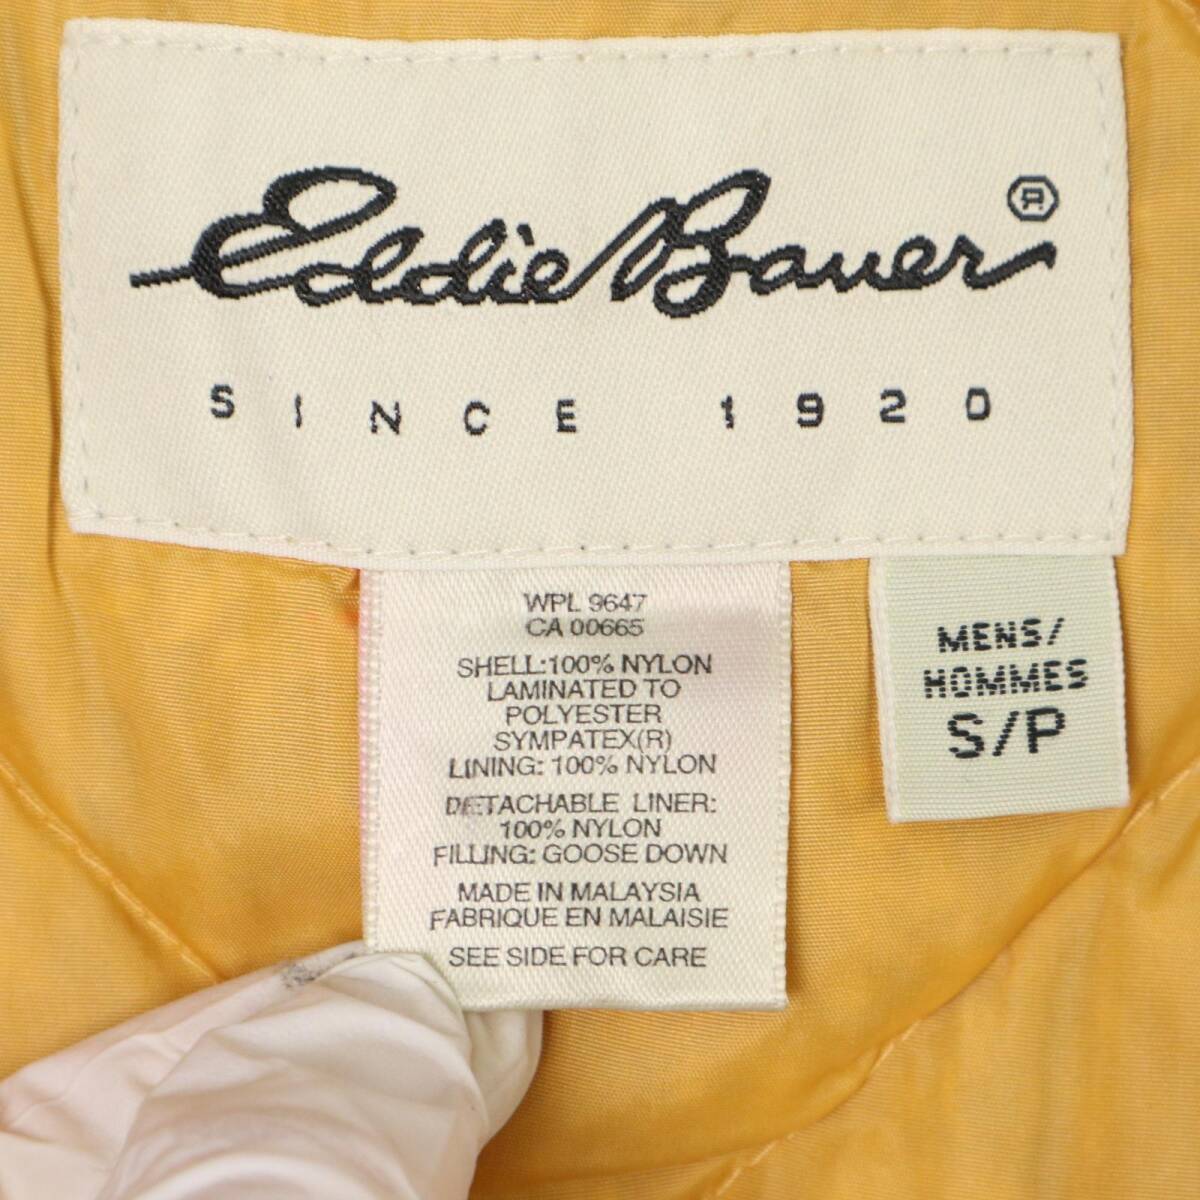 Eddie Bauer ®
SINCE 1920
WPL 9647
CA 00665
SHELL:100% NYLON
LAMINATED TO
POLYESTER
SYMPATEX(R)
LINING: 100% NYLON
DETACHABLE LINER:
100% NYLON
FILLING: GOOSE DOWN
MADE IN MALAYSIA
FABRIQUE EN MALAISIE
SEE SIDE FOR CARE
MENS/
HOMMES
S/P